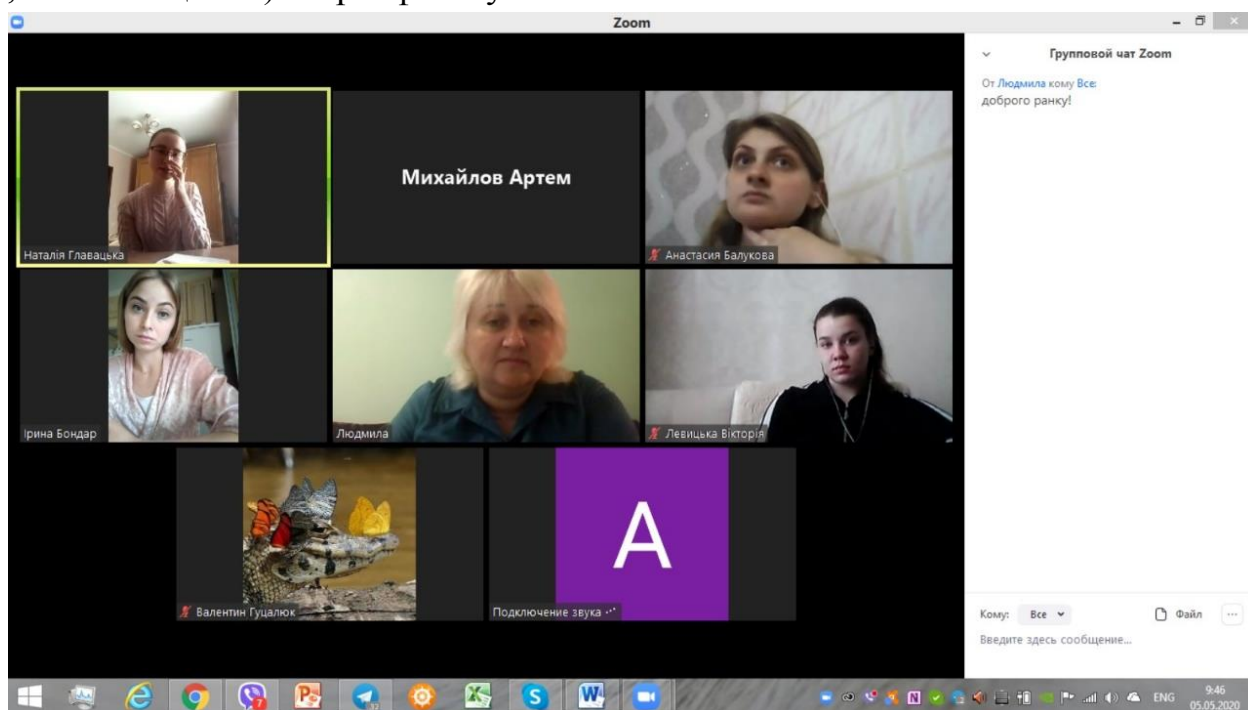 Zoom
Групповой чат Zoom
От Людмила кому Все:
доброго ранку!
Михайлов Артем
Наталія Главацька
Анастасия Балукова
Ірина Бондар
Людмила
Левицька Вікторія
A
Валентин Гуцалюк
Подключение звука
Кому: Все
Файл
Введите здесь сообщение...
ENG
9:46
05.05.2020